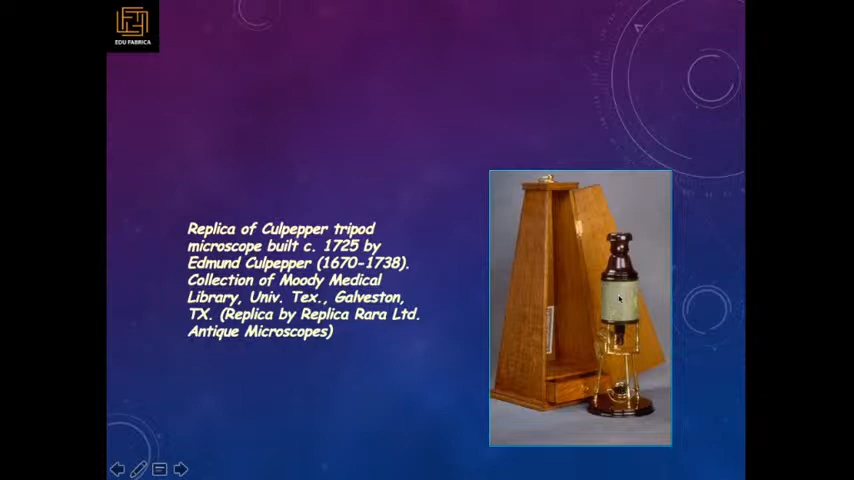 EDU FABRICA
Replica of Culpepper tripod
microscope built c. 1725 by
Edmund Culpepper (1670-1738).
Collection of Moody Medical
Library, Univ. Tex., Galveston,
TX. (Replica by Replica Rara Ltd.
Antique Microscopes)